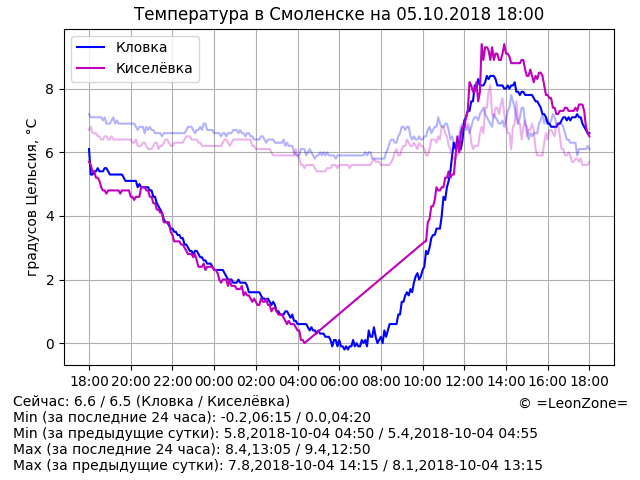 Температура в Смоленске на 05.10.2018 18:00
Кловка
Киселёвка
градусов Цельсия, °C
8
6
4
2
0
18:00 20:00 22:00 00:00 02:00 04:00 06:00 08:00 10:00 12:00 14:00 16:00 18:00
Сейчас: 6.6 / 6.5 (Кловка / Киселёвка)
© =LeonZone=
Min (за последние 24 часа): -0.2,06:15 / 0.0,04:20
Min (за предыдущие сутки): 5.8,2018-10-04 04:50 / 5.4,2018-10-04 04:55
Max (за последние 24 часа): 8.4,13:05 / 9.4,12:50
Max (за предыдущие сутки): 7.8,2018-10-04 14:15 / 8.1,2018-10-04 13:15